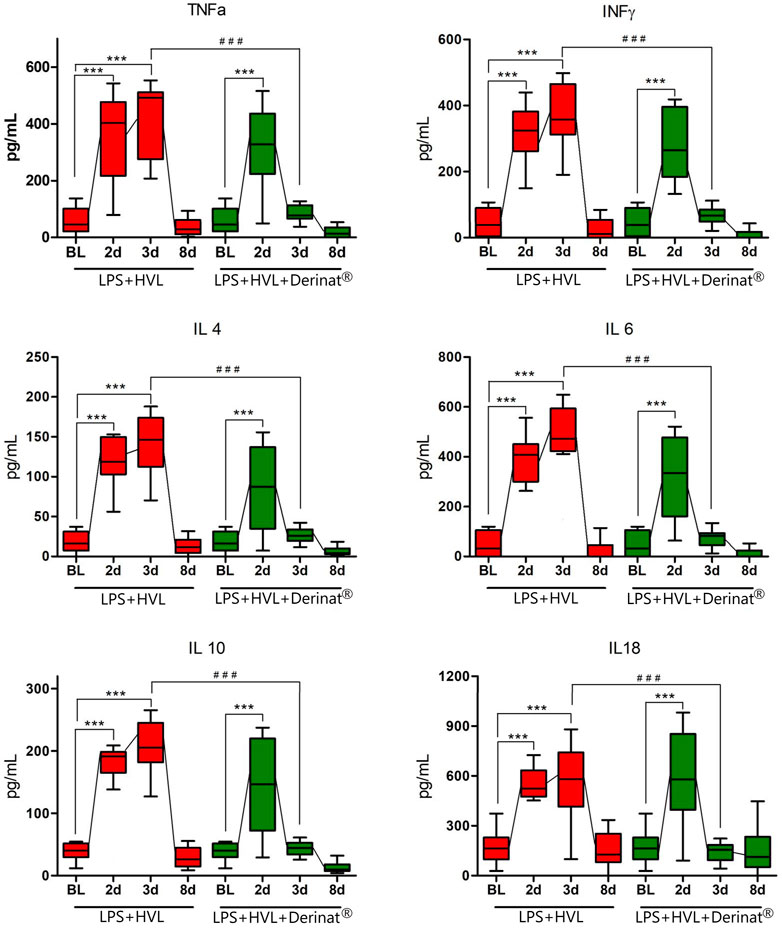 TNFa
pg/mL
600
400
200
0
***
***
# # #
***
BL 2d 3d 8d BL 2d 3d 8d
LPS+HVL LPS+HVL+Derinat®
INFγ
pg/mL
600
400
200
0
***
***
# # #
***
BL 2d 3d 8d BL 2d 3d 8d
LPS+HVL LPS+HVL+Derinat®
IL 4
pg/mL
250
200
150
100
50
0
***
***
# # #
***
BL 2d 3d 8d BL 2d 3d 8d
LPS+HVL LPS+HVL+Derinat®
IL 6
pg/mL
800
600
400
200
0
***
***
# # #
***
BL 2d 3d 8d BL 2d 3d 8d
LPS+HVL LPS+HVL+Derinat®
IL 10
pg/mL
300
200
100
0
***
***
# # #
***
BL 2d 3d 8d BL 2d 3d 8d
LPS+HVL LPS+HVL+Derinat®
IL18
pg/mL
1200
900
600
300
0
***
***
# # #
***
BL 2d 3d 8d BL 2d 3d 8d
LPS+HVL LPS+HVL+Derinat®